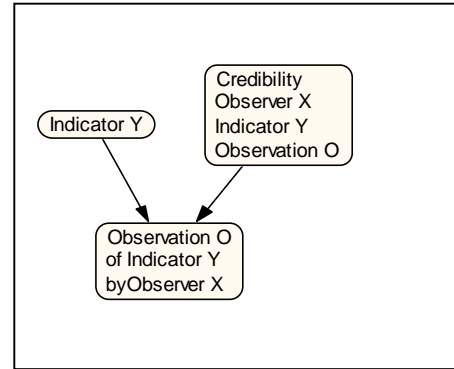 Indicator Y
Credibility
Observer X
Indicator Y
Observation O
Observation O
of Indicator Y
byObserver X